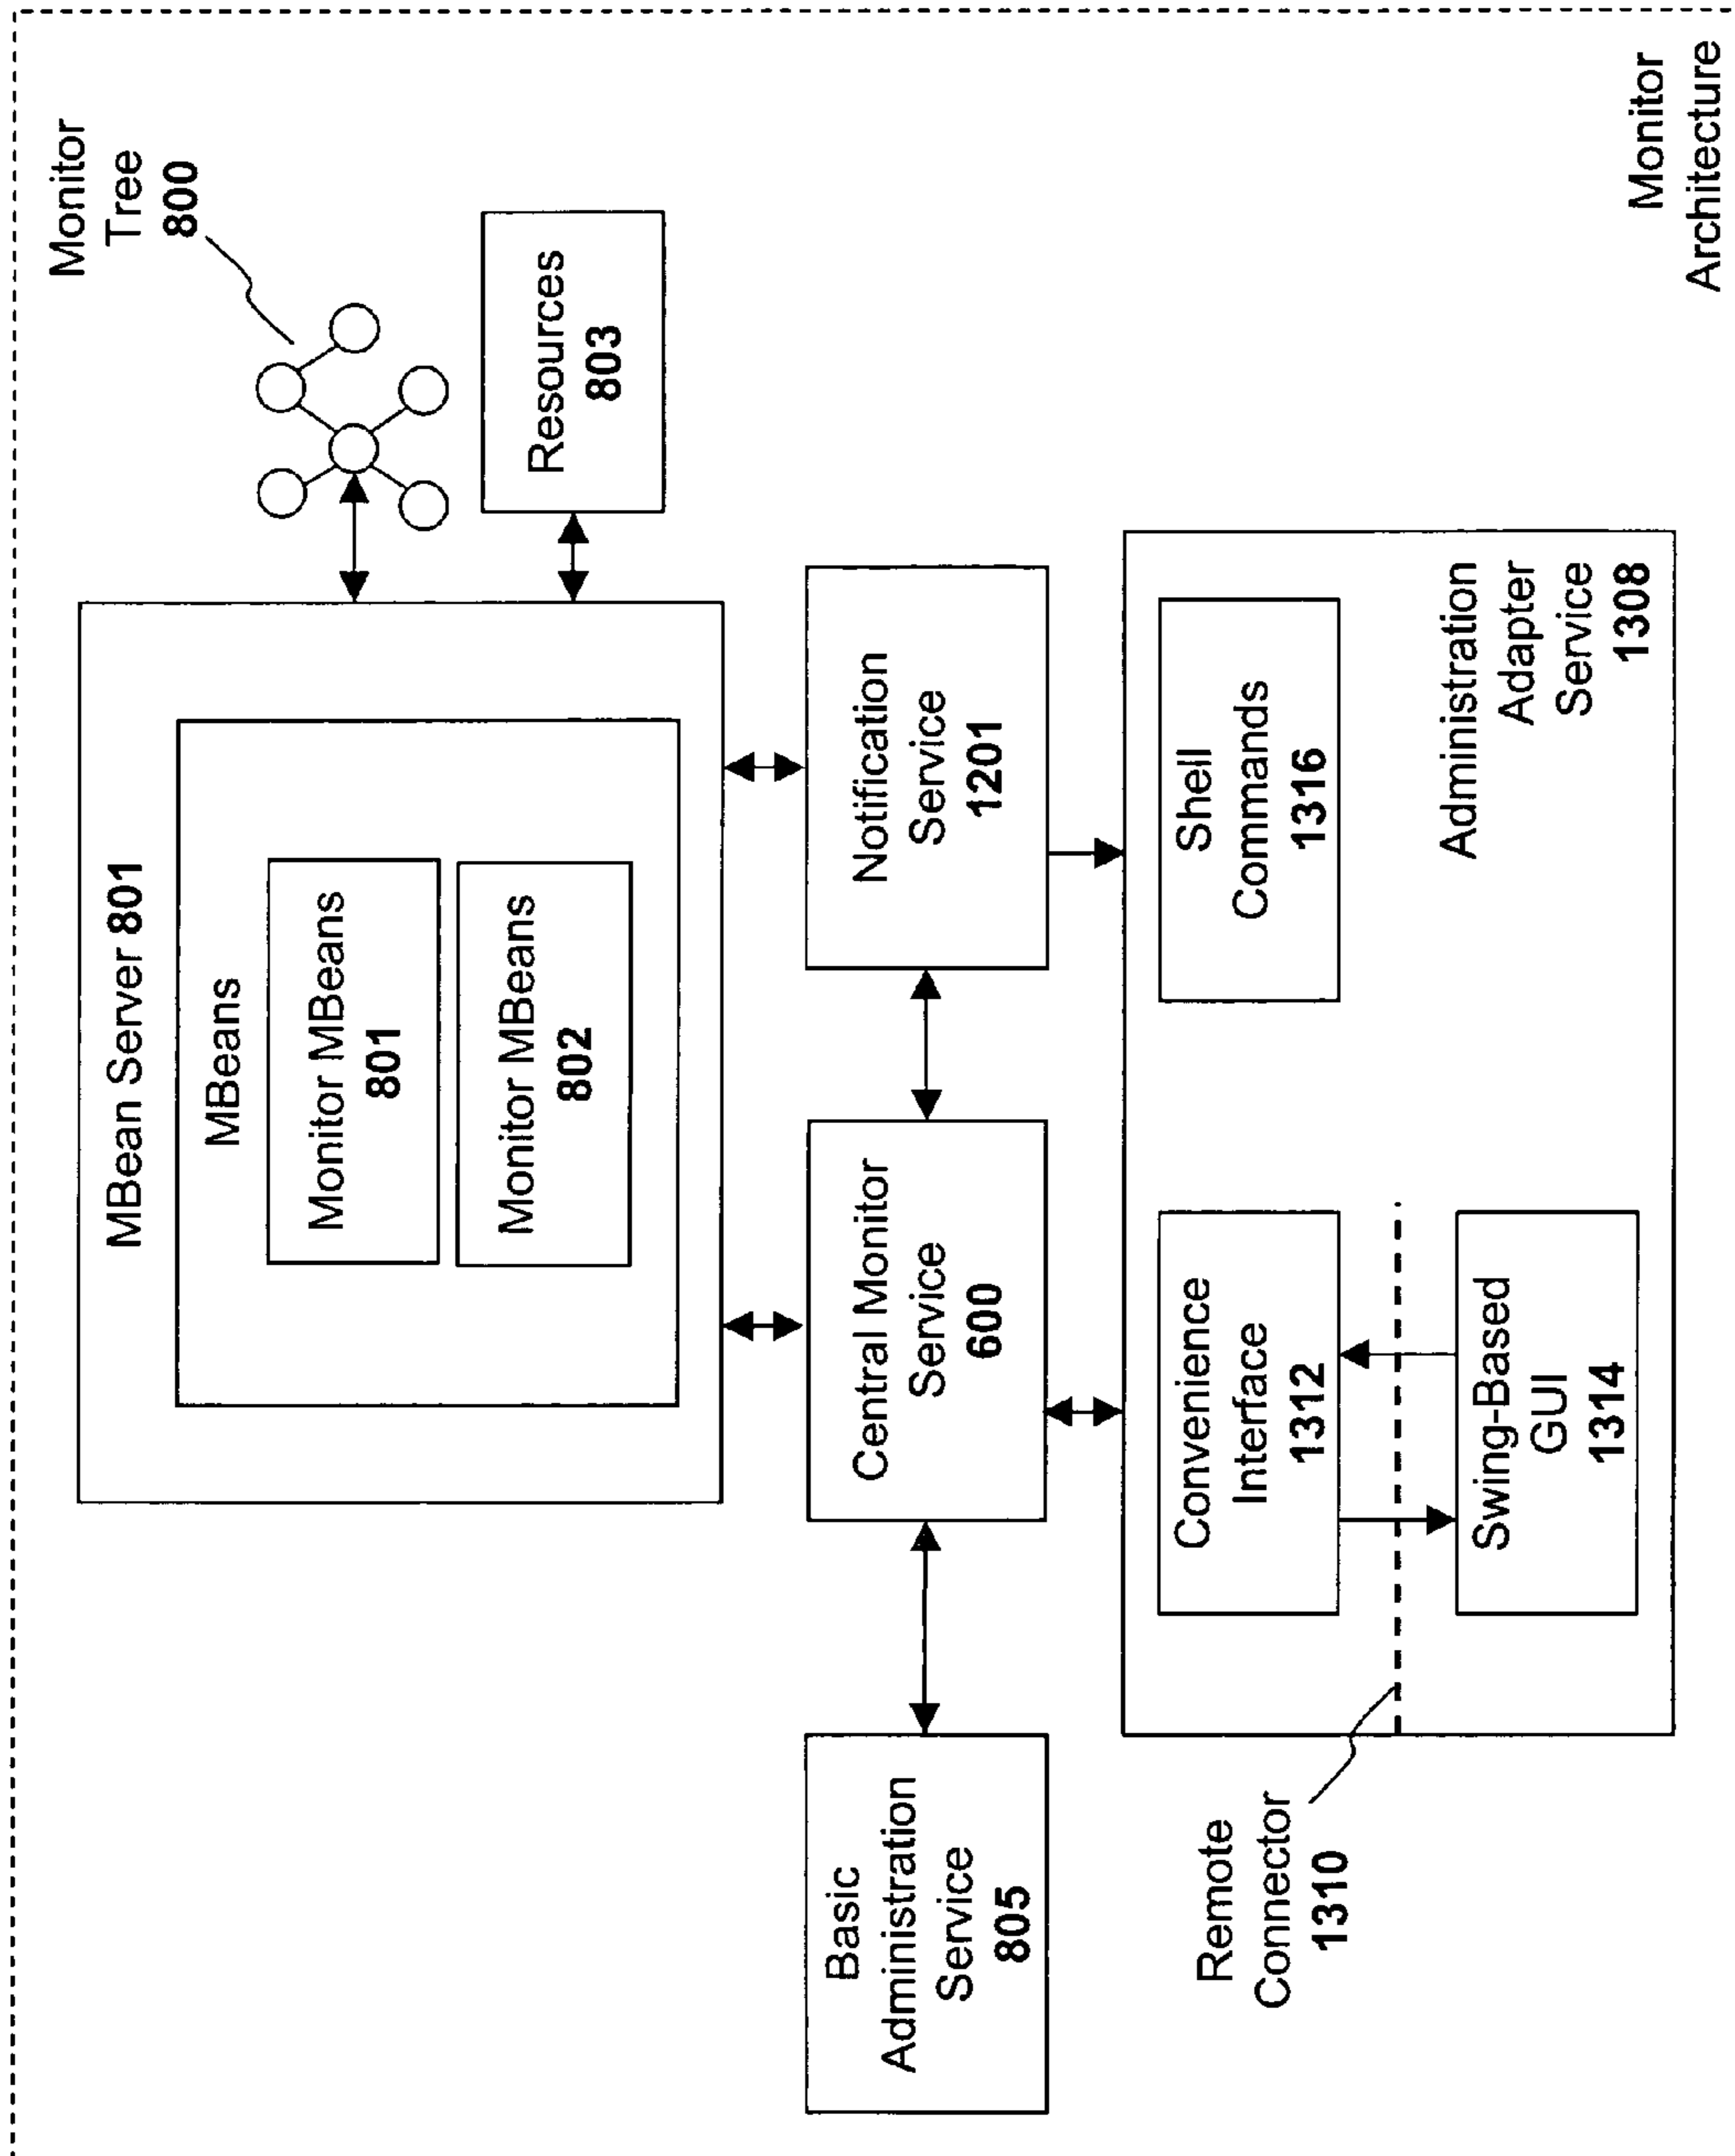 Monitor
Tree
800
MBean Server 801
MBeans
Monitor MBeans
801
Monitor MBeans
802
Resources
803
Basic
Administration
Service
805
Central Monitor
Service
600
Notification
Service
1201
Remote
Connector
1310
Convenience
Interface
1312
Swing-Based
GUI
1314
Shell
Commands
1316
Administration
Adapter
Service
1308
Monitor
Architecture